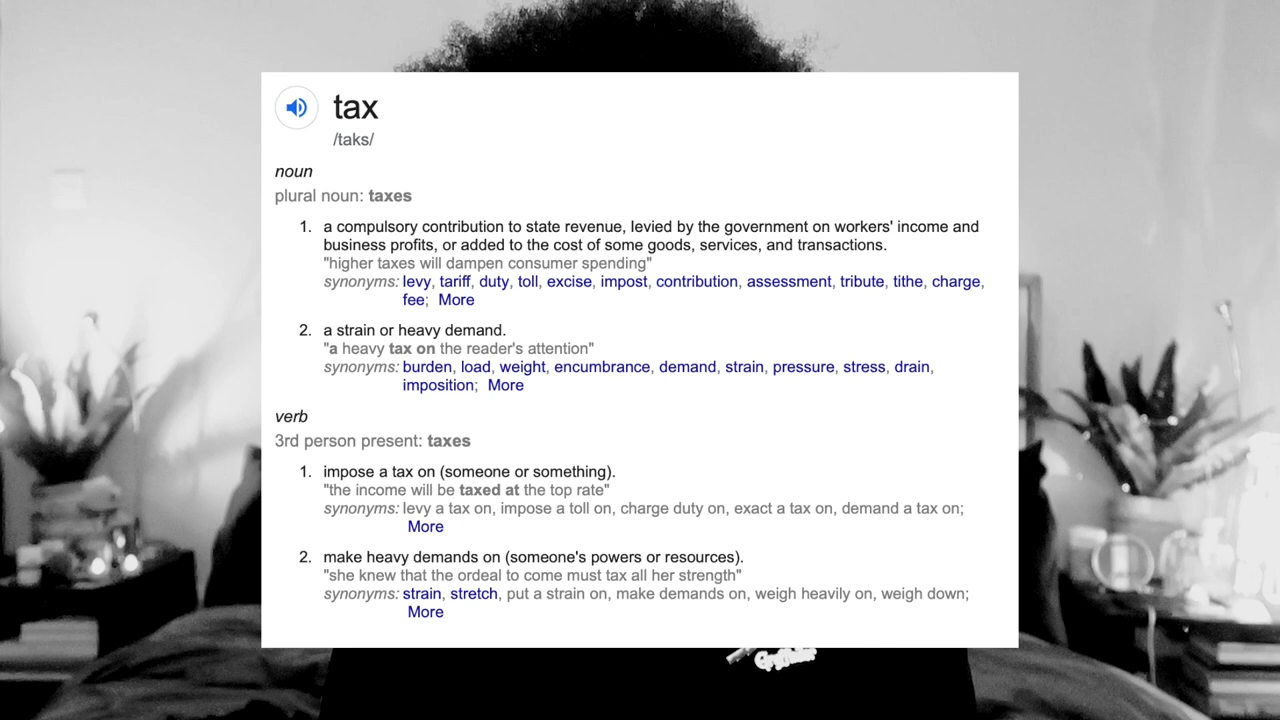 tax
/taks/
noun
plural noun: taxes
1. a compulsory contribution to state revenue, levied by the government on workers' income and
business profits, or added to the cost of some goods, services, and transactions.
"higher taxes will dampen consumer spending"
synonyms: levy, tariff, duty, toll, excise, impost, contribution, assessment, tribute, tithe, charge,
fee; More
2. a strain or heavy demand.
"a heavy tax on the reader's attention"
synonyms: burden, load, weight, encumbrance, demand, strain, pressure, stress, drain,
imposition; More
verb
3rd person present: taxes
1. impose a tax on (someone or something).
"the income will be taxed at the top rate"
synonyms: levy a tax on, impose a toll on, charge duty on, exact a tax on, demand a tax on;
More
2. make heavy demands on (someone's powers or resources).
"she knew that the ordeal to come must tax all her strength"
synonyms: strain, stretch, put a strain on, make demands on, weigh heavily on, weigh down;
More